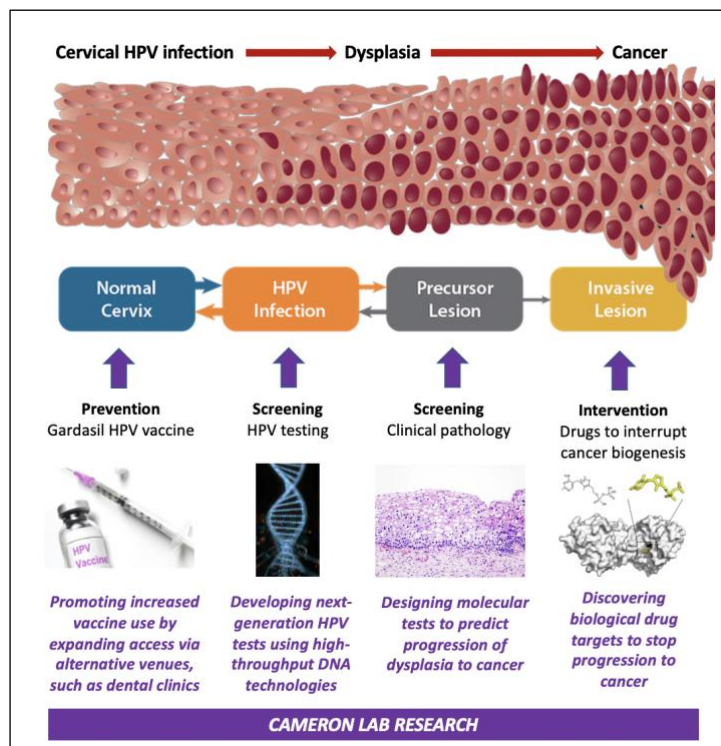 Cervical HPV infection
Dysplasia
Cancer
Normal
Cervix
HPV
Infection
Precursor
Lesion
Invasive
Lesion
Prevention
Gardasil HPV vaccine
Screening
HPV testing
Screening
Clinical pathology
Intervention
Drugs to interrupt
cancer biogenesis
HPV
Vaccine
Promoting increased
vaccine use by
expanding access via
alternative venues,
such as dental clinics
Developing next-
generation HPV
tests using high-
throughput DNA
technologies
Designing molecular
tests to predict
progression of
dysplasia to cancer
Discovering
biological drug
targets to stop
progression to
cancer
CAMERON LAB RESEARCH